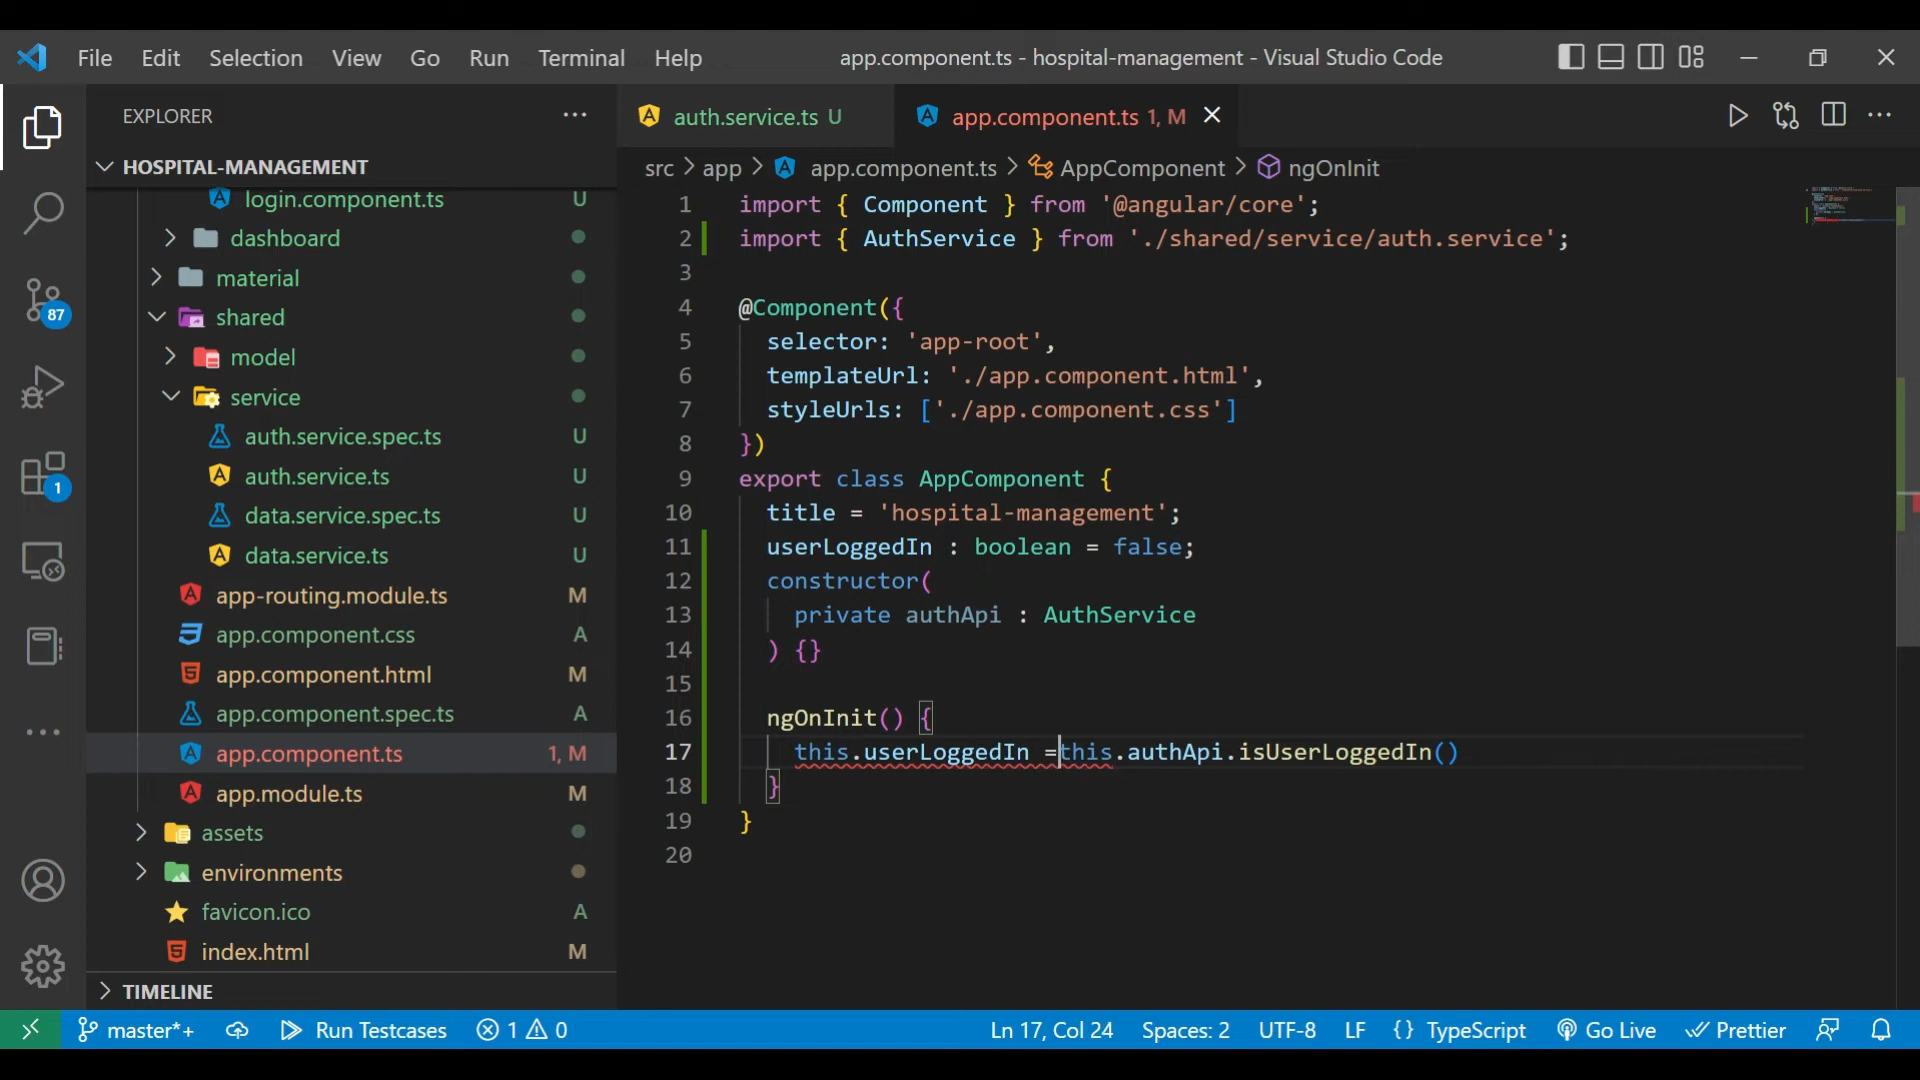 File Edit Selection View Go Run Terminal Help app.component.ts - hospital-management - Visual Studio Code
EXPLORER
HOSPITAL-MANAGEMENT
login.component.ts U
dashboard
material
shared
model
service
auth.service.spec.ts U
auth.service.ts U
data.service.spec.ts U
data.service.ts U
app-routing.module.ts M
app.component.css A
app.component.html M
app.component.spec.ts A
app.component.ts 1, M
app.module.ts M
assets
environments
favicon.ico A
index.html M
TIMELINE
87
1
auth.service.ts U
app.component.ts 1, M
src > app > app.component.ts > AppComponent > ngOnInit
1 import { Component } from '@angular/core';
2 import { AuthService } from './shared/service/auth.service';
3
4 @Component({
5 selector: 'app-root',
6 templateUrl: './app.component.html',
7 styleUrls: ['./app.component.css']
8 })
9 export class AppComponent {
10 title = 'hospital-management';
11 userLoggedIn : boolean = false;
12 constructor(
13 private authApi : AuthService
14 ) {}
15
16 ngOnInit() {
17 this.userLoggedIn =this.authApi.isUserLoggedIn()
18 }
19 }
20
master*+ Run Testcases 1 0 Ln 17, Col 24 Spaces: 2 UTF-8 LF {} TypeScript Go Live Prettier